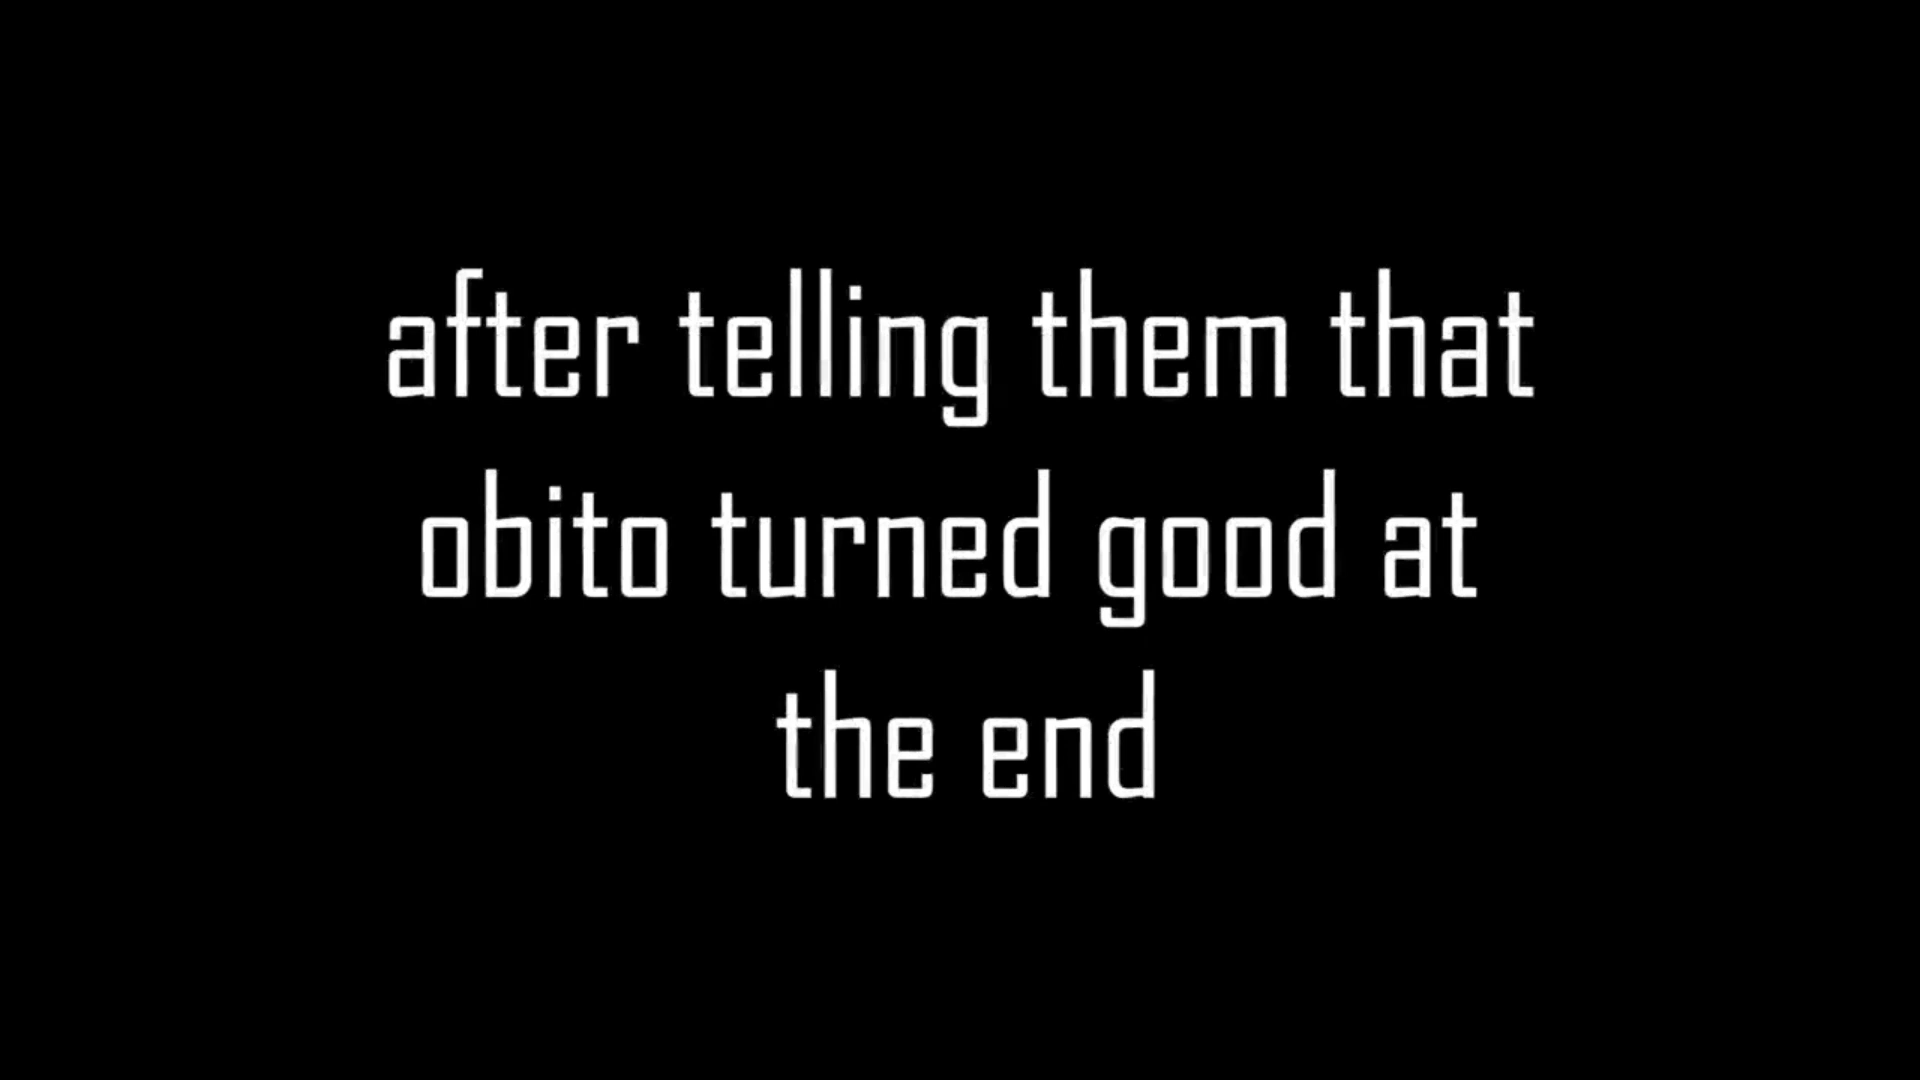 after telling them that
obito turned good at
the end